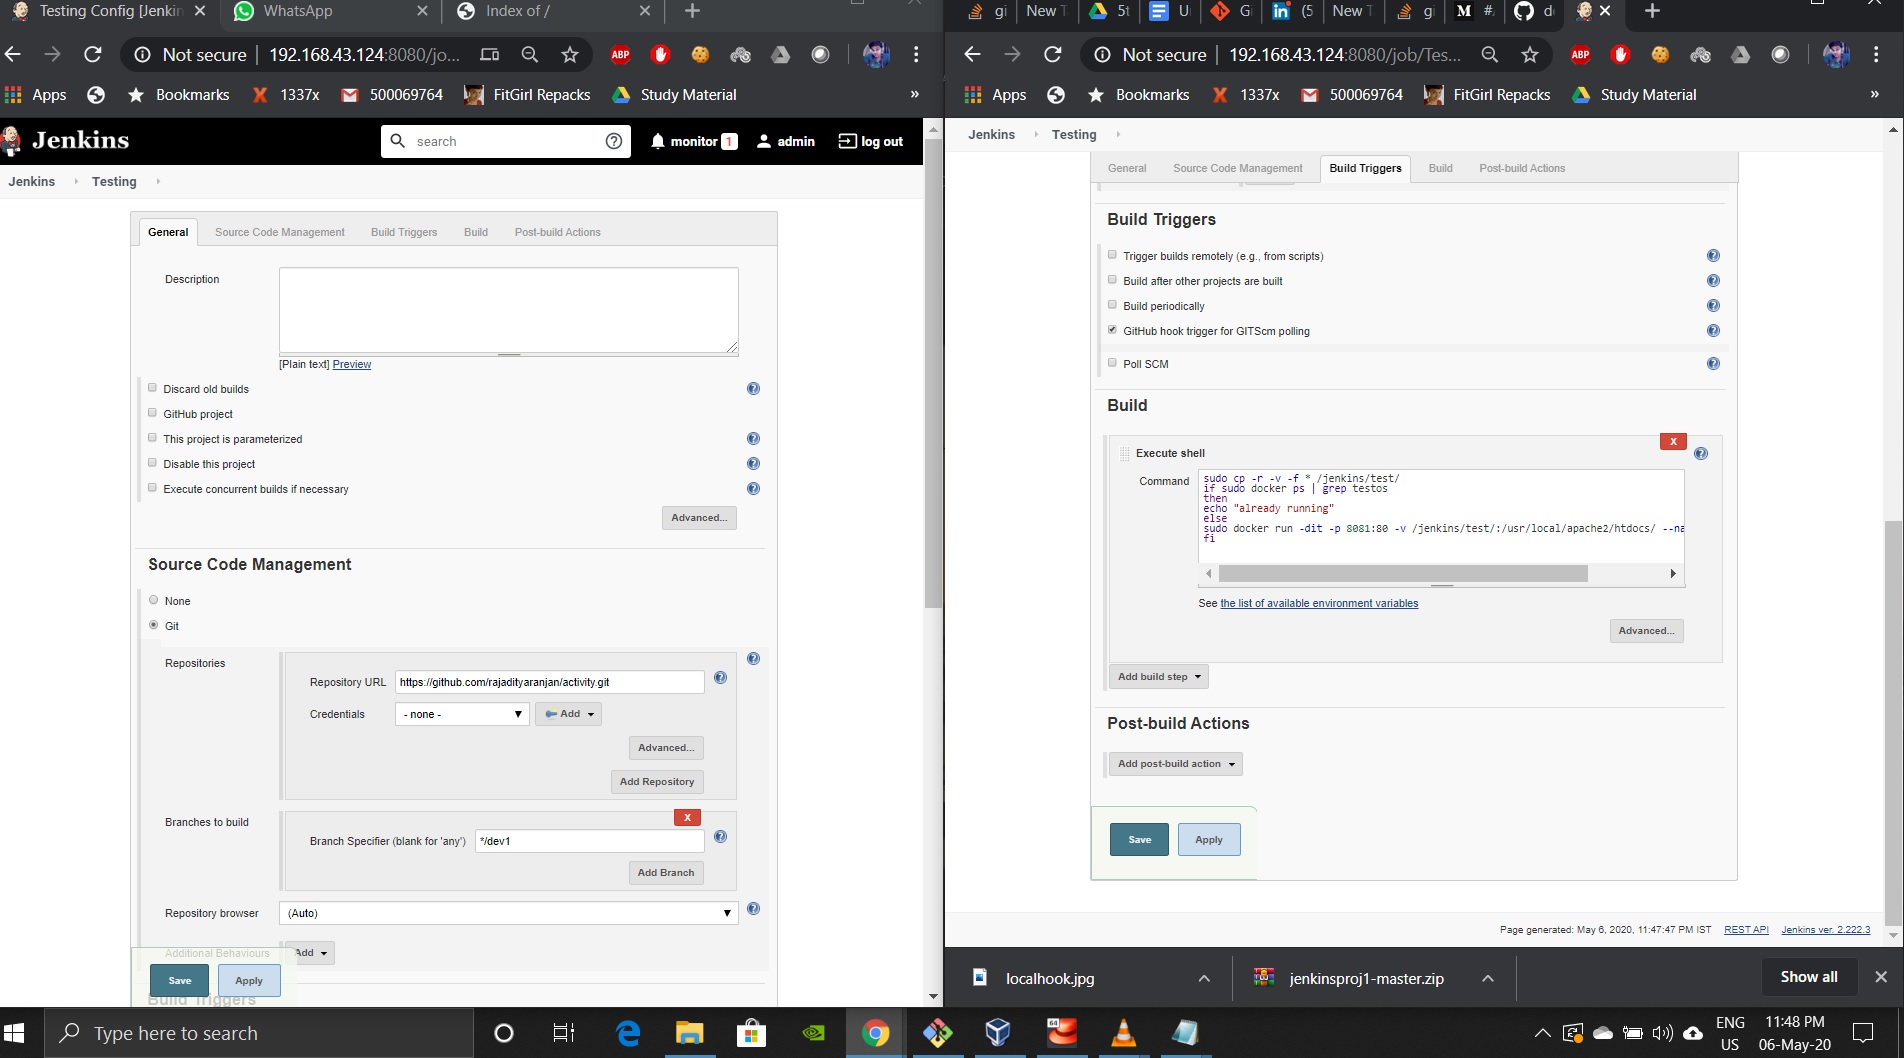 Testing Config [Jenkin
WhatsApp
Index of /
Not secure
192.168.43.124:8080/jo...
ABP
Apps
Bookmarks
1337x
500069764
FitGirl Repacks
Study Material
»
Jenkins
search
monitor 1
admin
log out
Jenkins
Testing
General
Source Code Management
Build Triggers
Build
Post-build Actions
Description
[Plain text] Preview
Discard old builds
GitHub project
This project is parameterized
Disable this project
Execute concurrent builds if necessary
Advanced...
Source Code Management
None
Git
Repositories
Repository URL
https://github.com/rajadityaranjan/activity.git
Credentials
- none -
Add
Advanced...
Add Repository
Branches to build
X
Branch Specifier (blank for 'any')
*/dev1
Add Branch
Repository browser
(Auto)
Additional Behaviours
Add
Save
Apply
Build Triggers
gi
New T
5t
U
G
(5
New T
gi
#
d
Not secure
192.168.43.124:8080/job/Tes...
ABP
Apps
Bookmarks
1337x
500069764
FitGirl Repacks
Study Material
»
Jenkins
Testing
General
Source Code Management
Build Triggers
Build
Post-build Actions
Build Triggers
Trigger builds remotely (e.g., from scripts)
Build after other projects are built
Build periodically
GitHub hook trigger for GITScm polling
Poll SCM
Build
X
Execute shell
Command
sudo cp -r -v -f * /jenkins/test/
if sudo docker ps | grep testos
then
echo "already running"
else
sudo docker run -dit -p 8081:80 -v /jenkins/test/:/usr/local/apache2/htdocs/ --na
fi
See the list of available environment variables
Advanced...
Add build step
Post-build Actions
Add post-build action
Save
Apply
Page generated: May 6, 2020, 11:47:47 PM IST
REST API
Jenkins ver. 2.222.3
localhook.jpg
jenkinsproj1-master.zip
Show all
Type here to search
64
ENG
US
11:48 PM
06-May-20